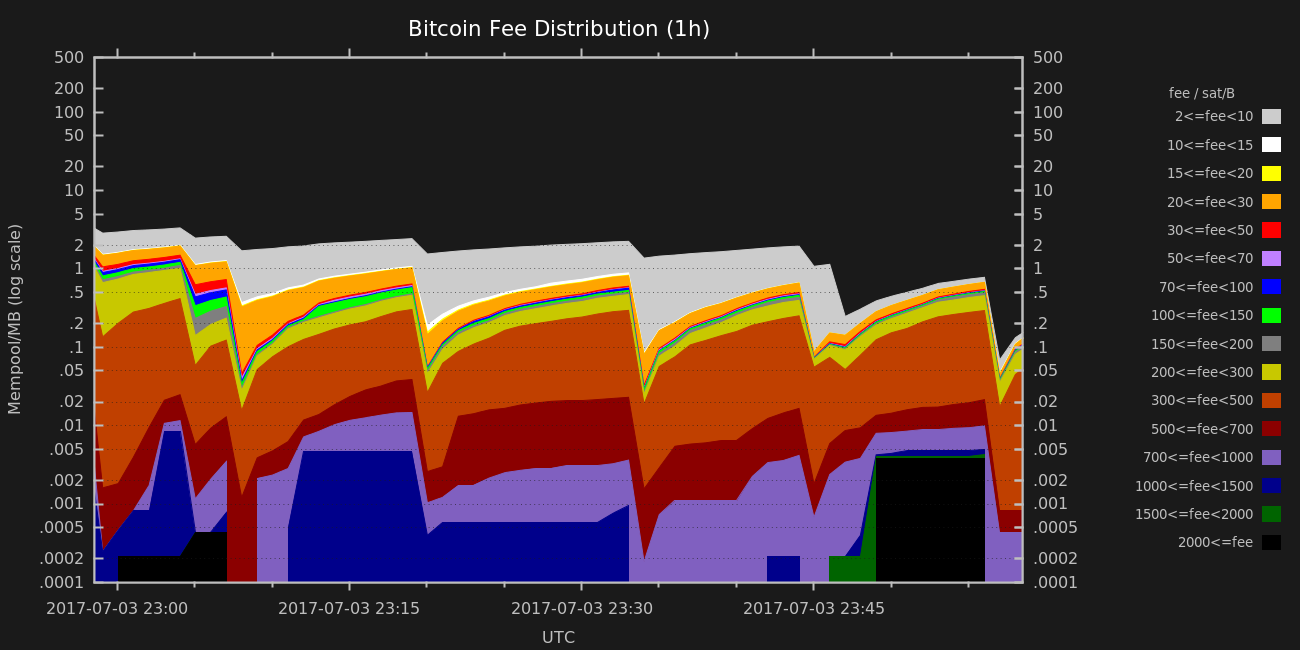 Bitcoin Fee Distribution (1h)
500 500
200 200
100 100
50 50
20 20
10 10
5 5
2 2
1 1
.5 .5
.2 .2
.1 .1
.05 .05
.02 .02
.01 .01
.005 .005
.002 .002
.001 .001
.0005 .0005
.0002 .0002
.0001 .0001
Mempool/MB (log scale)
2017-07-03 23:00 2017-07-03 23:15 2017-07-03 23:30 2017-07-03 23:45
UTC
fee / sat/B
2<=fee<10
10<=fee<15
15<=fee<20
20<=fee<30
30<=fee<50
50<=fee<70
70<=fee<100
100<=fee<150
150<=fee<200
200<=fee<300
300<=fee<500
500<=fee<700
700<=fee<1000
1000<=fee<1500
1500<=fee<2000
2000<=fee